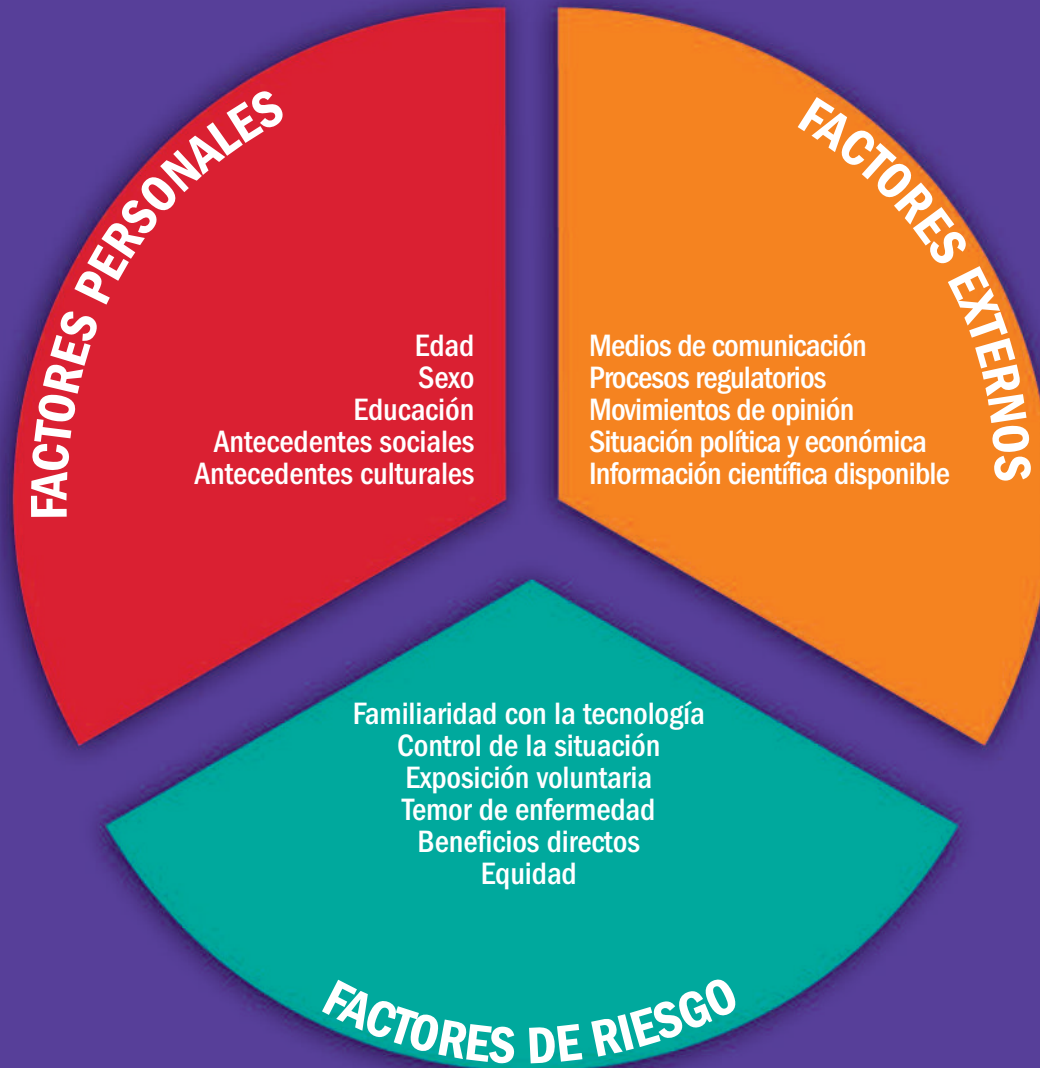 FACTORES PERSONALES
Edad
Sexo
Educación
Antecedentes sociales
Antecedentes culturales
FACTORES EXTERNOS
Medios de comunicación
Procesos regulatorios
Movimientos de opinión
Situación política y económica
Información científica disponible
Familiaridad con la tecnología
Control de la situación
Exposición voluntaria
Temor de enfermedad
Beneficios directos
Equidad
FACTORES DE RIESGO